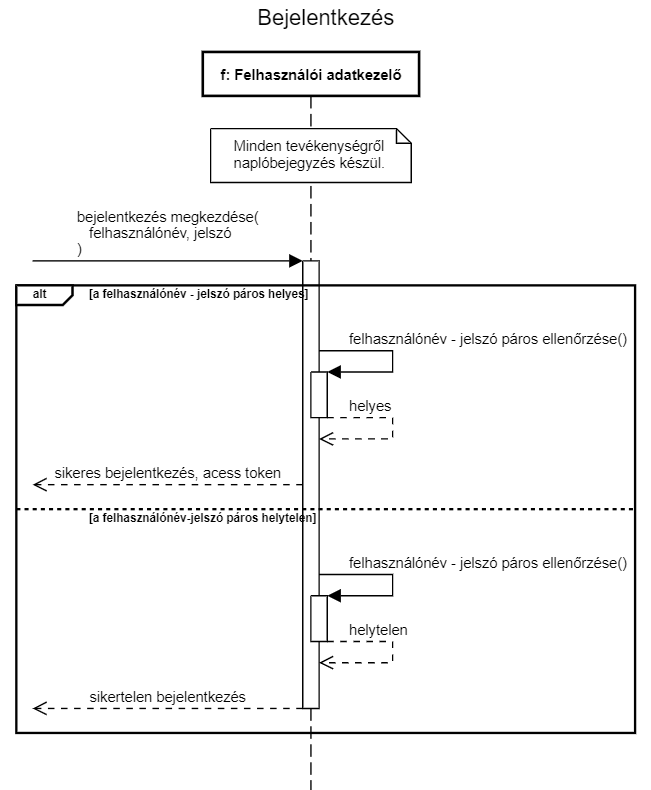 Bejelentkezés
f: Felhasználói adatkezelő
Minden tevékenységről
naplóbejegyzés készül.
bejelentkezés megkezdése(
felhasználónév, jelszó
)
alt
[a felhasználónév - jelszó páros helyes]
felhasználónév - jelszó páros ellenőrzése()
helyes
sikeres bejelentkezés, acess token
[a felhasználónév-jelszó páros helytelen]
felhasználónév - jelszó páros ellenőrzése()
helytelen
sikertelen bejelentkezés